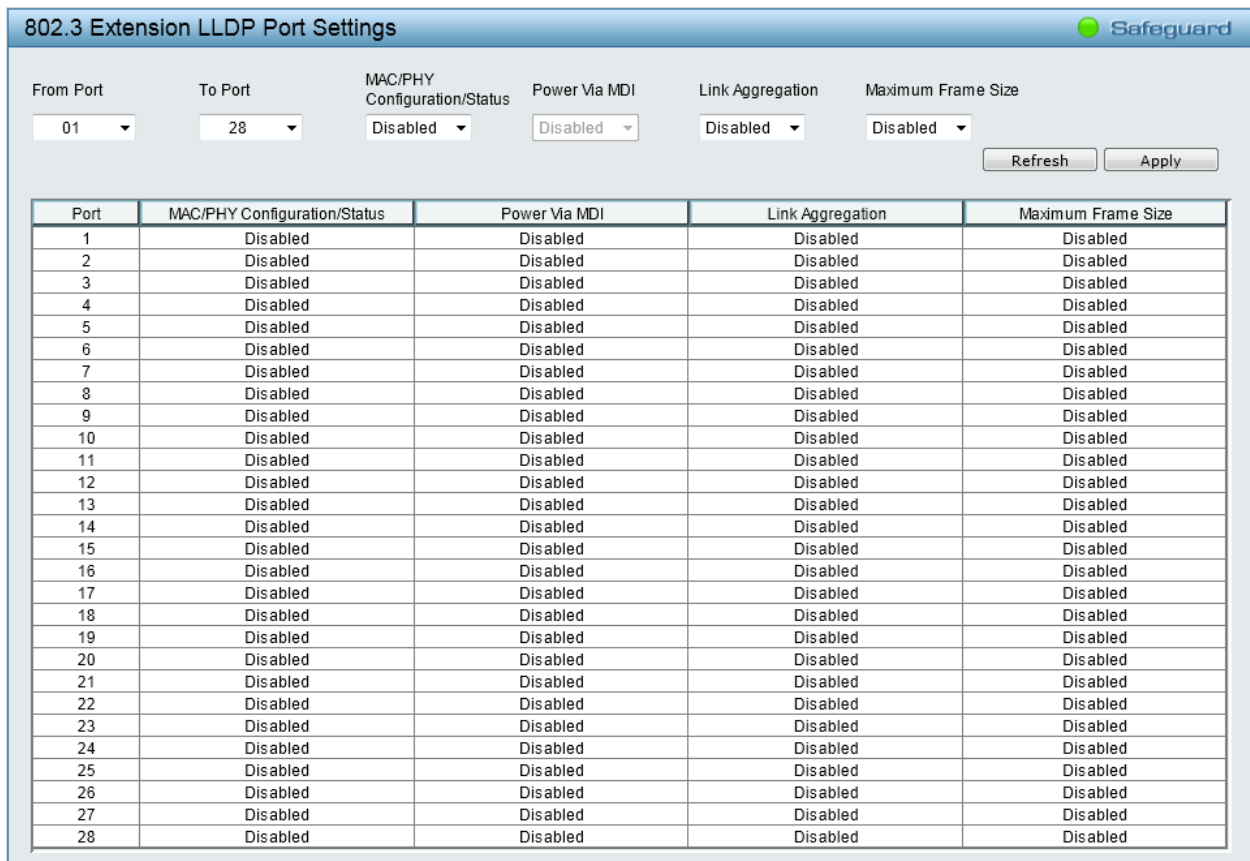 802.3 Extension LLDP Port Settings Safeguard
From Port To Port MAC/PHY Configuration/Status Power Via MDI Link Aggregation Maximum Frame Size
01 28 Disabled Disabled Disabled Disabled
Refresh Apply
Port MAC/PHY Configuration/Status Power Via MDI Link Aggregation Maximum Frame Size
1 Disabled Disabled Disabled Disabled
2 Disabled Disabled Disabled Disabled
3 Disabled Disabled Disabled Disabled
4 Disabled Disabled Disabled Disabled
5 Disabled Disabled Disabled Disabled
6 Disabled Disabled Disabled Disabled
7 Disabled Disabled Disabled Disabled
8 Disabled Disabled Disabled Disabled
9 Disabled Disabled Disabled Disabled
10 Disabled Disabled Disabled Disabled
11 Disabled Disabled Disabled Disabled
12 Disabled Disabled Disabled Disabled
13 Disabled Disabled Disabled Disabled
14 Disabled Disabled Disabled Disabled
15 Disabled Disabled Disabled Disabled
16 Disabled Disabled Disabled Disabled
17 Disabled Disabled Disabled Disabled
18 Disabled Disabled Disabled Disabled
19 Disabled Disabled Disabled Disabled
20 Disabled Disabled Disabled Disabled
21 Disabled Disabled Disabled Disabled
22 Disabled Disabled Disabled Disabled
23 Disabled Disabled Disabled Disabled
24 Disabled Disabled Disabled Disabled
25 Disabled Disabled Disabled Disabled
26 Disabled Disabled Disabled Disabled
27 Disabled Disabled Disabled Disabled
28 Disabled Disabled Disabled Disabled